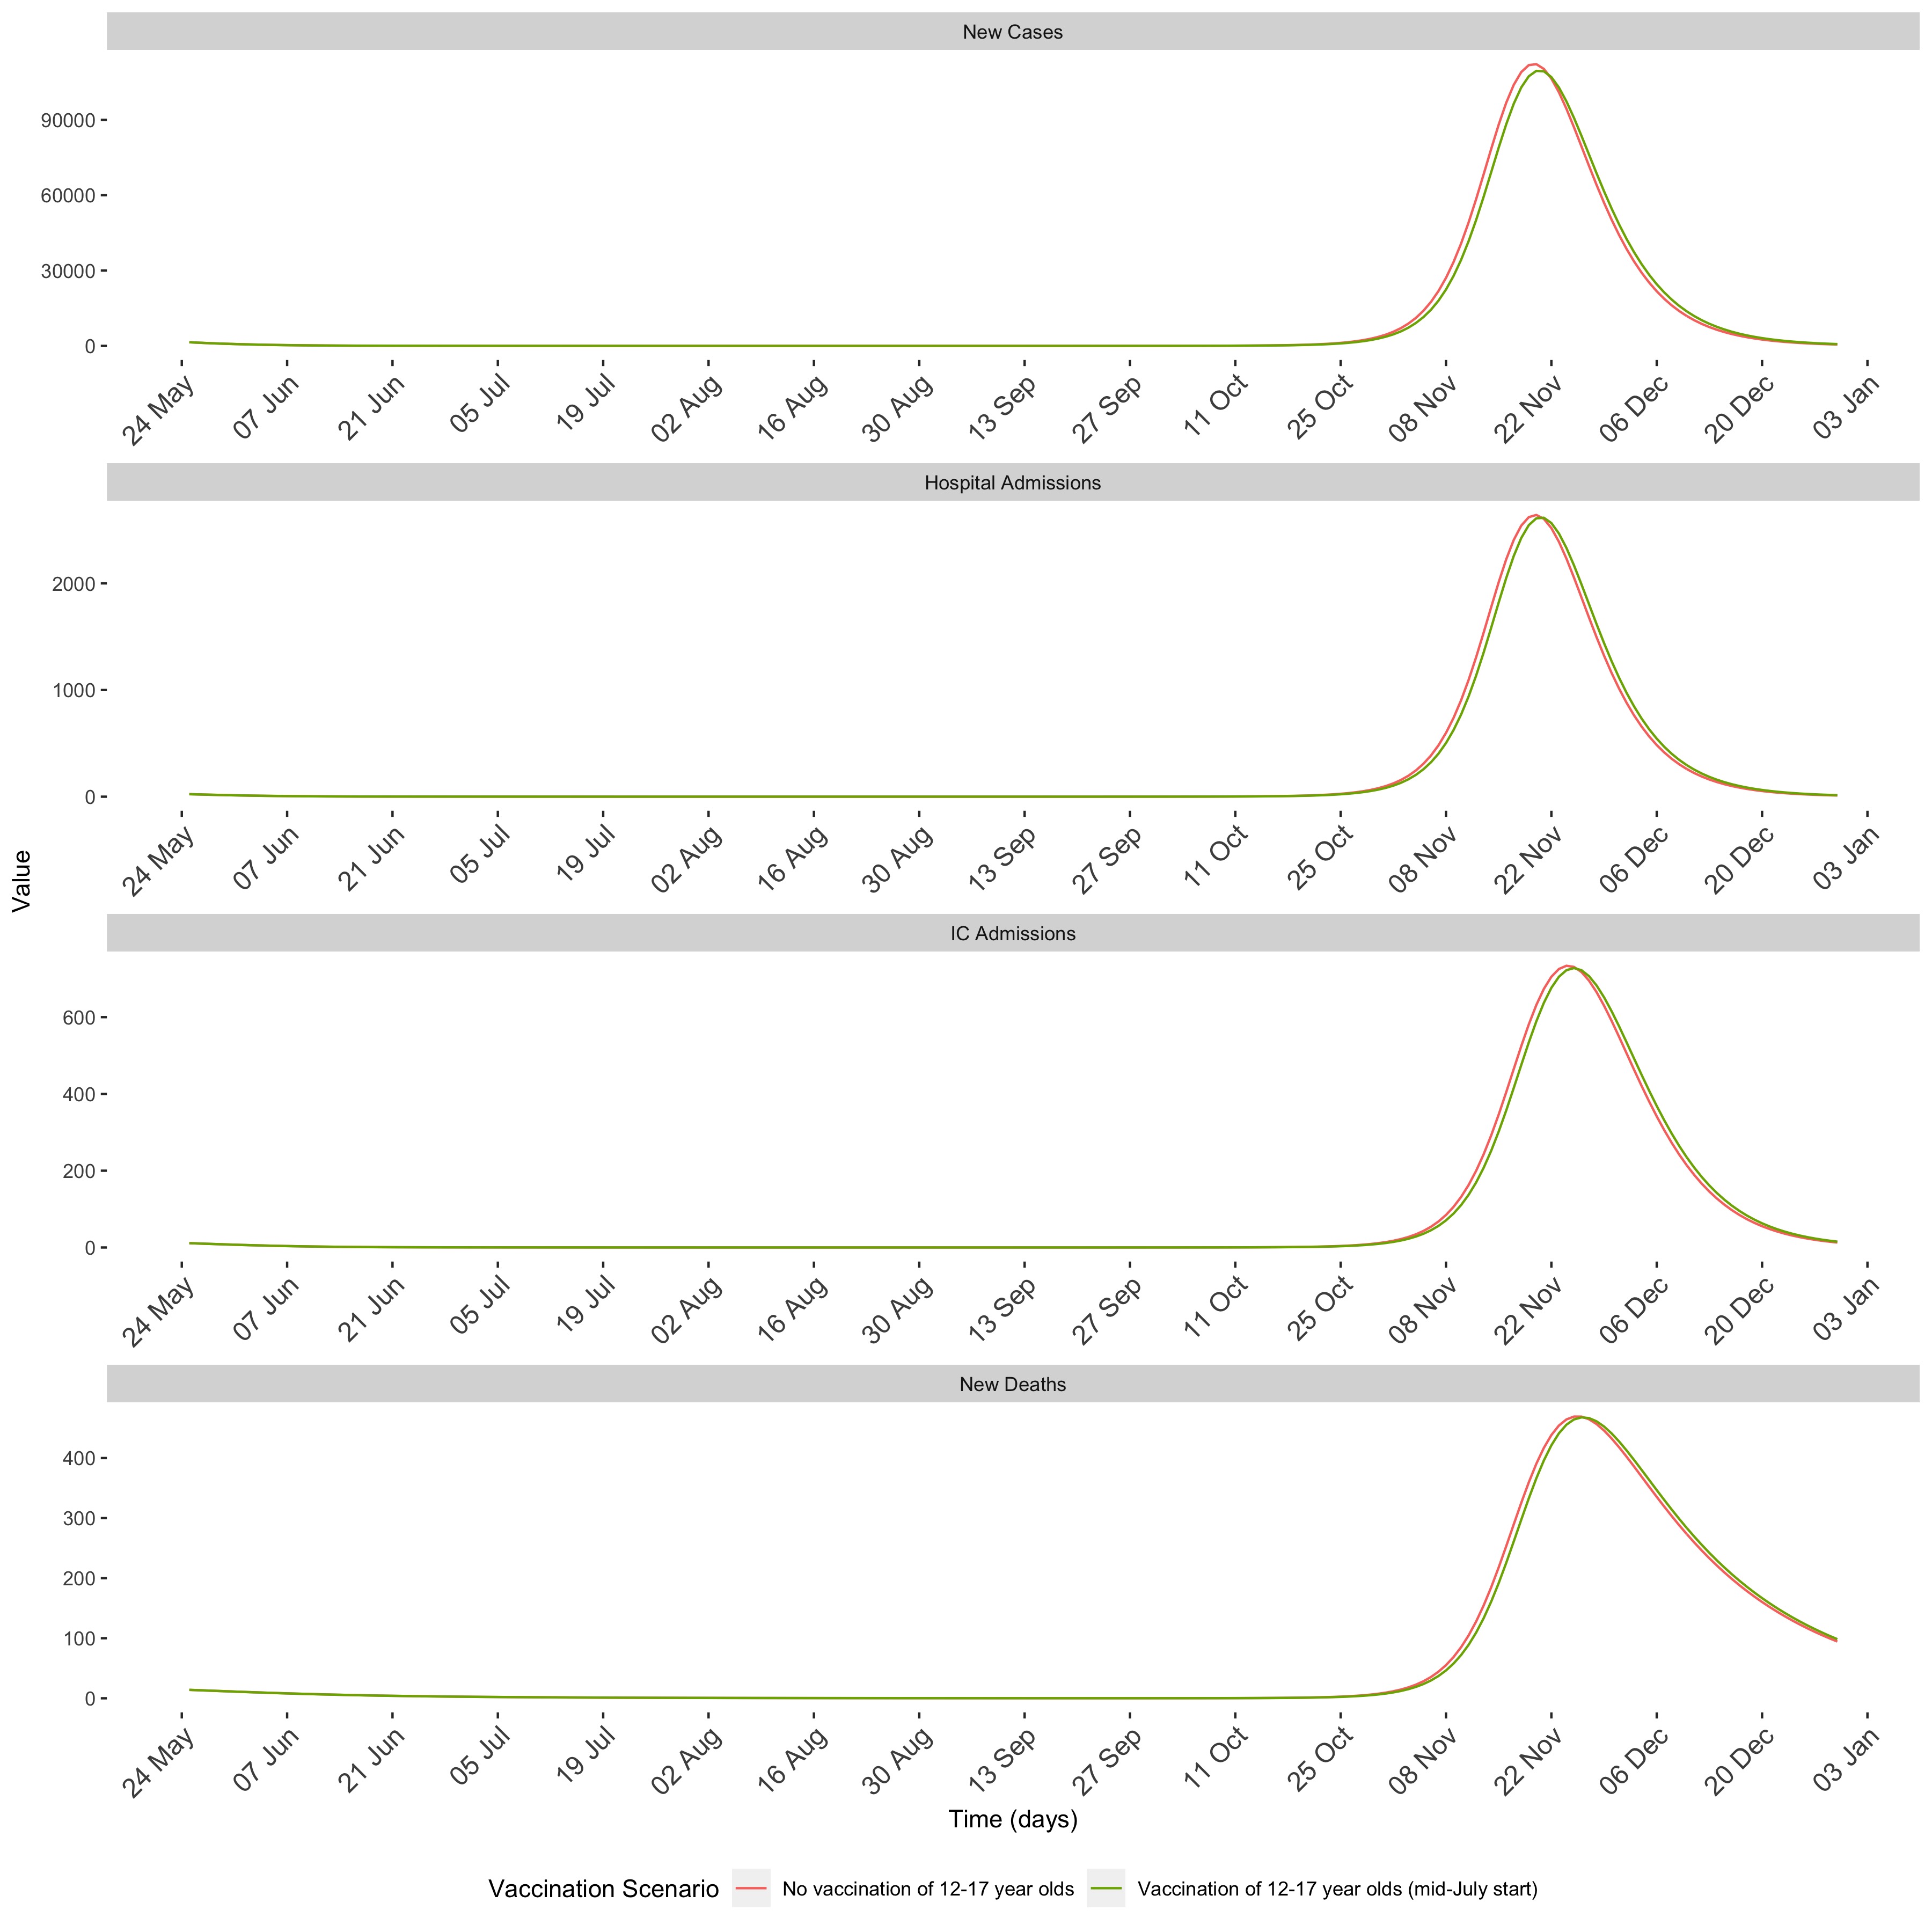 New Cases
90000
60000
30000
0
24 May 07 Jun 21 Jun 05 Jul 19 Jul 02 Aug 16 Aug 30 Aug 13 Sep 27 Sep 11 Oct 25 Oct 08 Nov 22 Nov 06 Dec 20 Dec 03 Jan
Hospital Admissions
2000
1000
0
24 May 07 Jun 21 Jun 05 Jul 19 Jul 02 Aug 16 Aug 30 Aug 13 Sep 27 Sep 11 Oct 25 Oct 08 Nov 22 Nov 06 Dec 20 Dec 03 Jan
Value
IC Admissions
600
400
200
0
24 May 07 Jun 21 Jun 05 Jul 19 Jul 02 Aug 16 Aug 30 Aug 13 Sep 27 Sep 11 Oct 25 Oct 08 Nov 22 Nov 06 Dec 20 Dec 03 Jan
New Deaths
400
300
200
100
0
24 May 07 Jun 21 Jun 05 Jul 19 Jul 02 Aug 16 Aug 30 Aug 13 Sep 27 Sep 11 Oct 25 Oct 08 Nov 22 Nov 06 Dec 20 Dec 03 Jan
Time (days)
Vaccination Scenario No vaccination of 12-17 year olds Vaccination of 12-17 year olds (mid-July start)